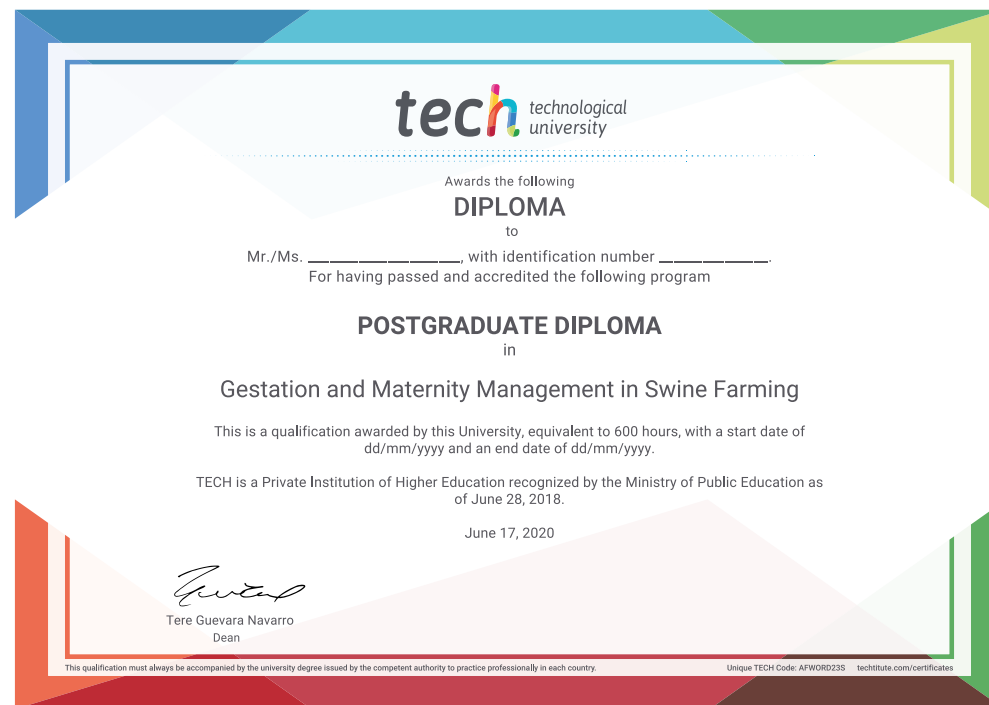 tech technological
university
Awards the following
DIPLOMA
to
Mr./Ms. ____________________, with identification number ______________.
For having passed and accredited the following program
POSTGRADUATE DIPLOMA
in
Gestation and Maternity Management in Swine Farming
This is a qualification awarded by this University, equivalent to 600 hours, with a start date of
dd/mm/yyyy and an end date of dd/mm/yyyy.
TECH is a Private Institution of Higher Education recognized by the Ministry of Public Education as
of June 28, 2018.
June 17, 2020
Tere Guevara Navarro
Dean
This qualification must always be accompanied by the university degree issued by the competent authority to practice professionally in each country.
Unique TECH Code: AFWORD23S techtitute.com/certificates